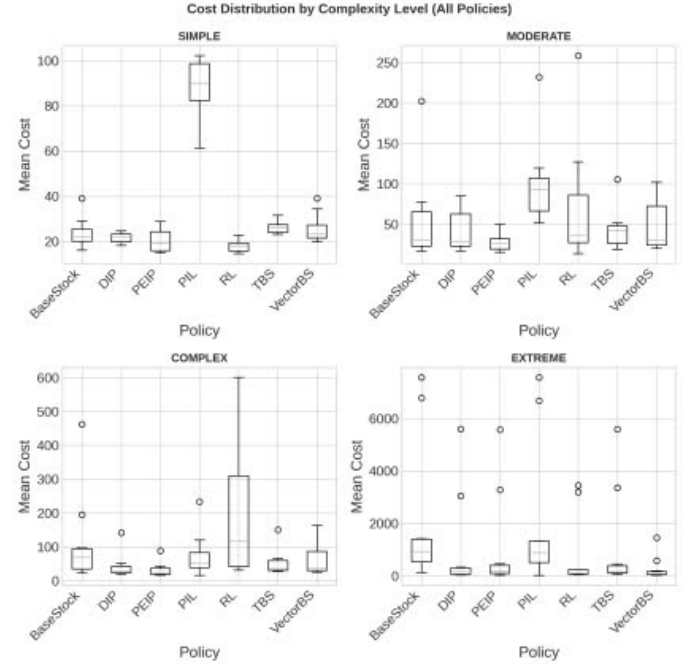 Cost Distribution by Complexity Level (All Policies)
SIMPLE
Mean Cost
100
80
60
40
20
BaseStock
DIP
PEIP
PIL
RL
TBS
VectorBS
Policy
MODERATE
Mean Cost
250
200
150
100
50
BaseStock
DIP
PEIP
PIL
RL
TBS
VectorBS
Policy
COMPLEX
Mean Cost
600
500
400
300
200
100
0
BaseStock
DIP
PEIP
PIL
RL
TBS
VectorBS
Policy
EXTREME
Mean Cost
6000
4000
2000
0
BaseStock
DIP
PEIP
PIL
RL
TBS
VectorBS
Policy